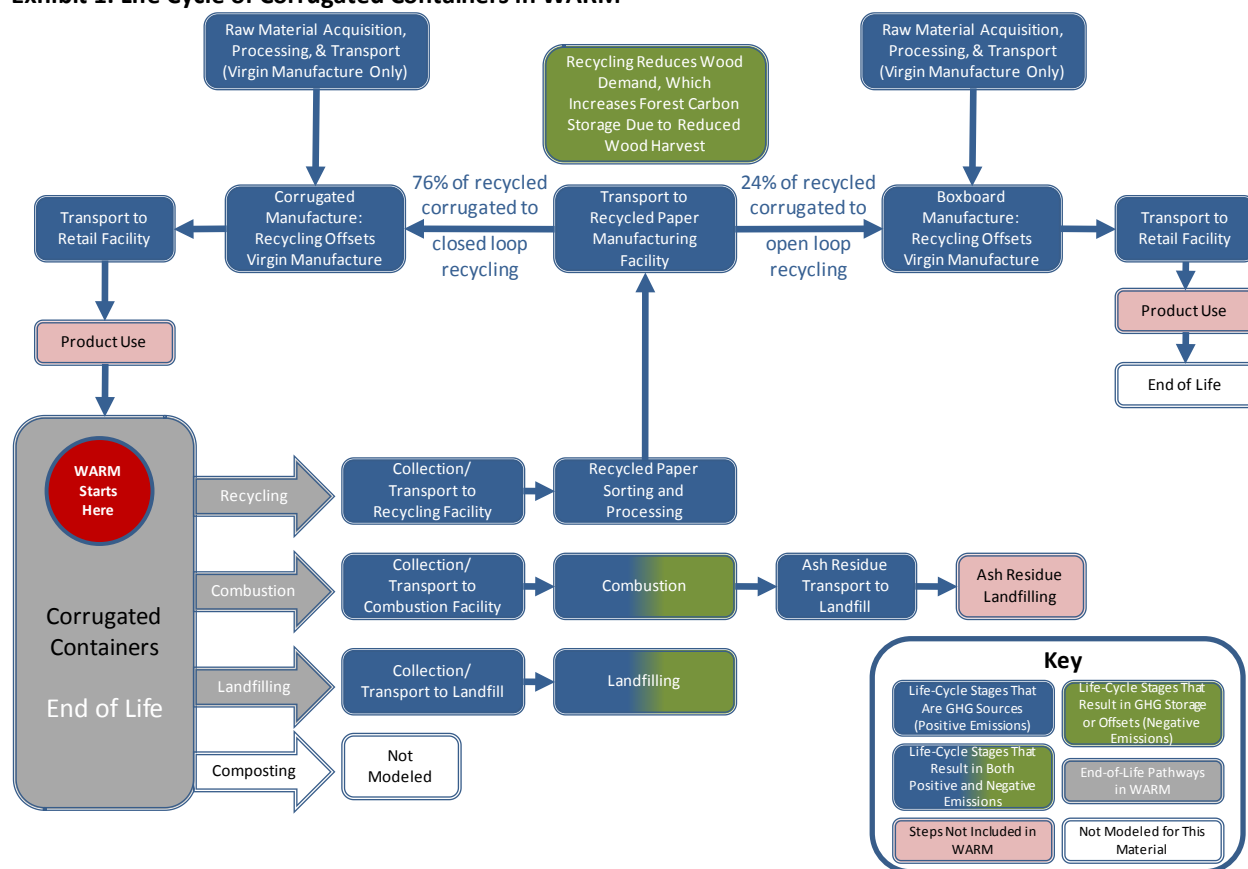 Exhibit 1: Life Cycle of Corrugated Containers in WARM
Raw Material Acquisition,
Processing, & Transport
(Virgin Manufacture Only)
Recycling Reduces Wood
Demand, Which
Increases Forest Carbon
Storage Due to Reduced
Wood Harvest
Raw Material Acquisition,
Processing, & Transport
(Virgin Manufacture Only)
Transport to
Retail Facility
Corrugated
Manufacture:
Recycling Offsets
Virgin Manufacture
76% of recycled
corrugated to
closed loop
recycling
Transport to
Recycled Paper
Manufacturing
Facility
24% of recycled
corrugated to
open loop
recycling
Boxboard
Manufacture:
Recycling Offsets
Virgin Manufacture
Transport to
Retail Facility
Product Use
Product Use
End of Life
WARM
Starts
Here
Corrugated
Containers
End of Life
Recycling
Collection/
Transport to
Recycling Facility
Recycled Paper
Sorting and
Processing
Combustion
Collection/
Transport to
Combustion Facility
Combustion
Ash Residue
Transport to
Landfill
Ash Residue
Landfilling
Landfilling
Collection/
Transport to Landfill
Landfilling
Composting
Not
Modeled
Key
Life-Cycle Stages That
Are GHG Sources
(Positive Emissions)
Life-Cycle Stages That
Result in GHG Storage
or Offsets (Negative
Emissions)
Life-Cycle Stages That
Result in Both
Positive and Negative
Emissions
End-of-Life Pathways
in WARM
Steps Not Included in
WARM
Not Modeled for This
Material